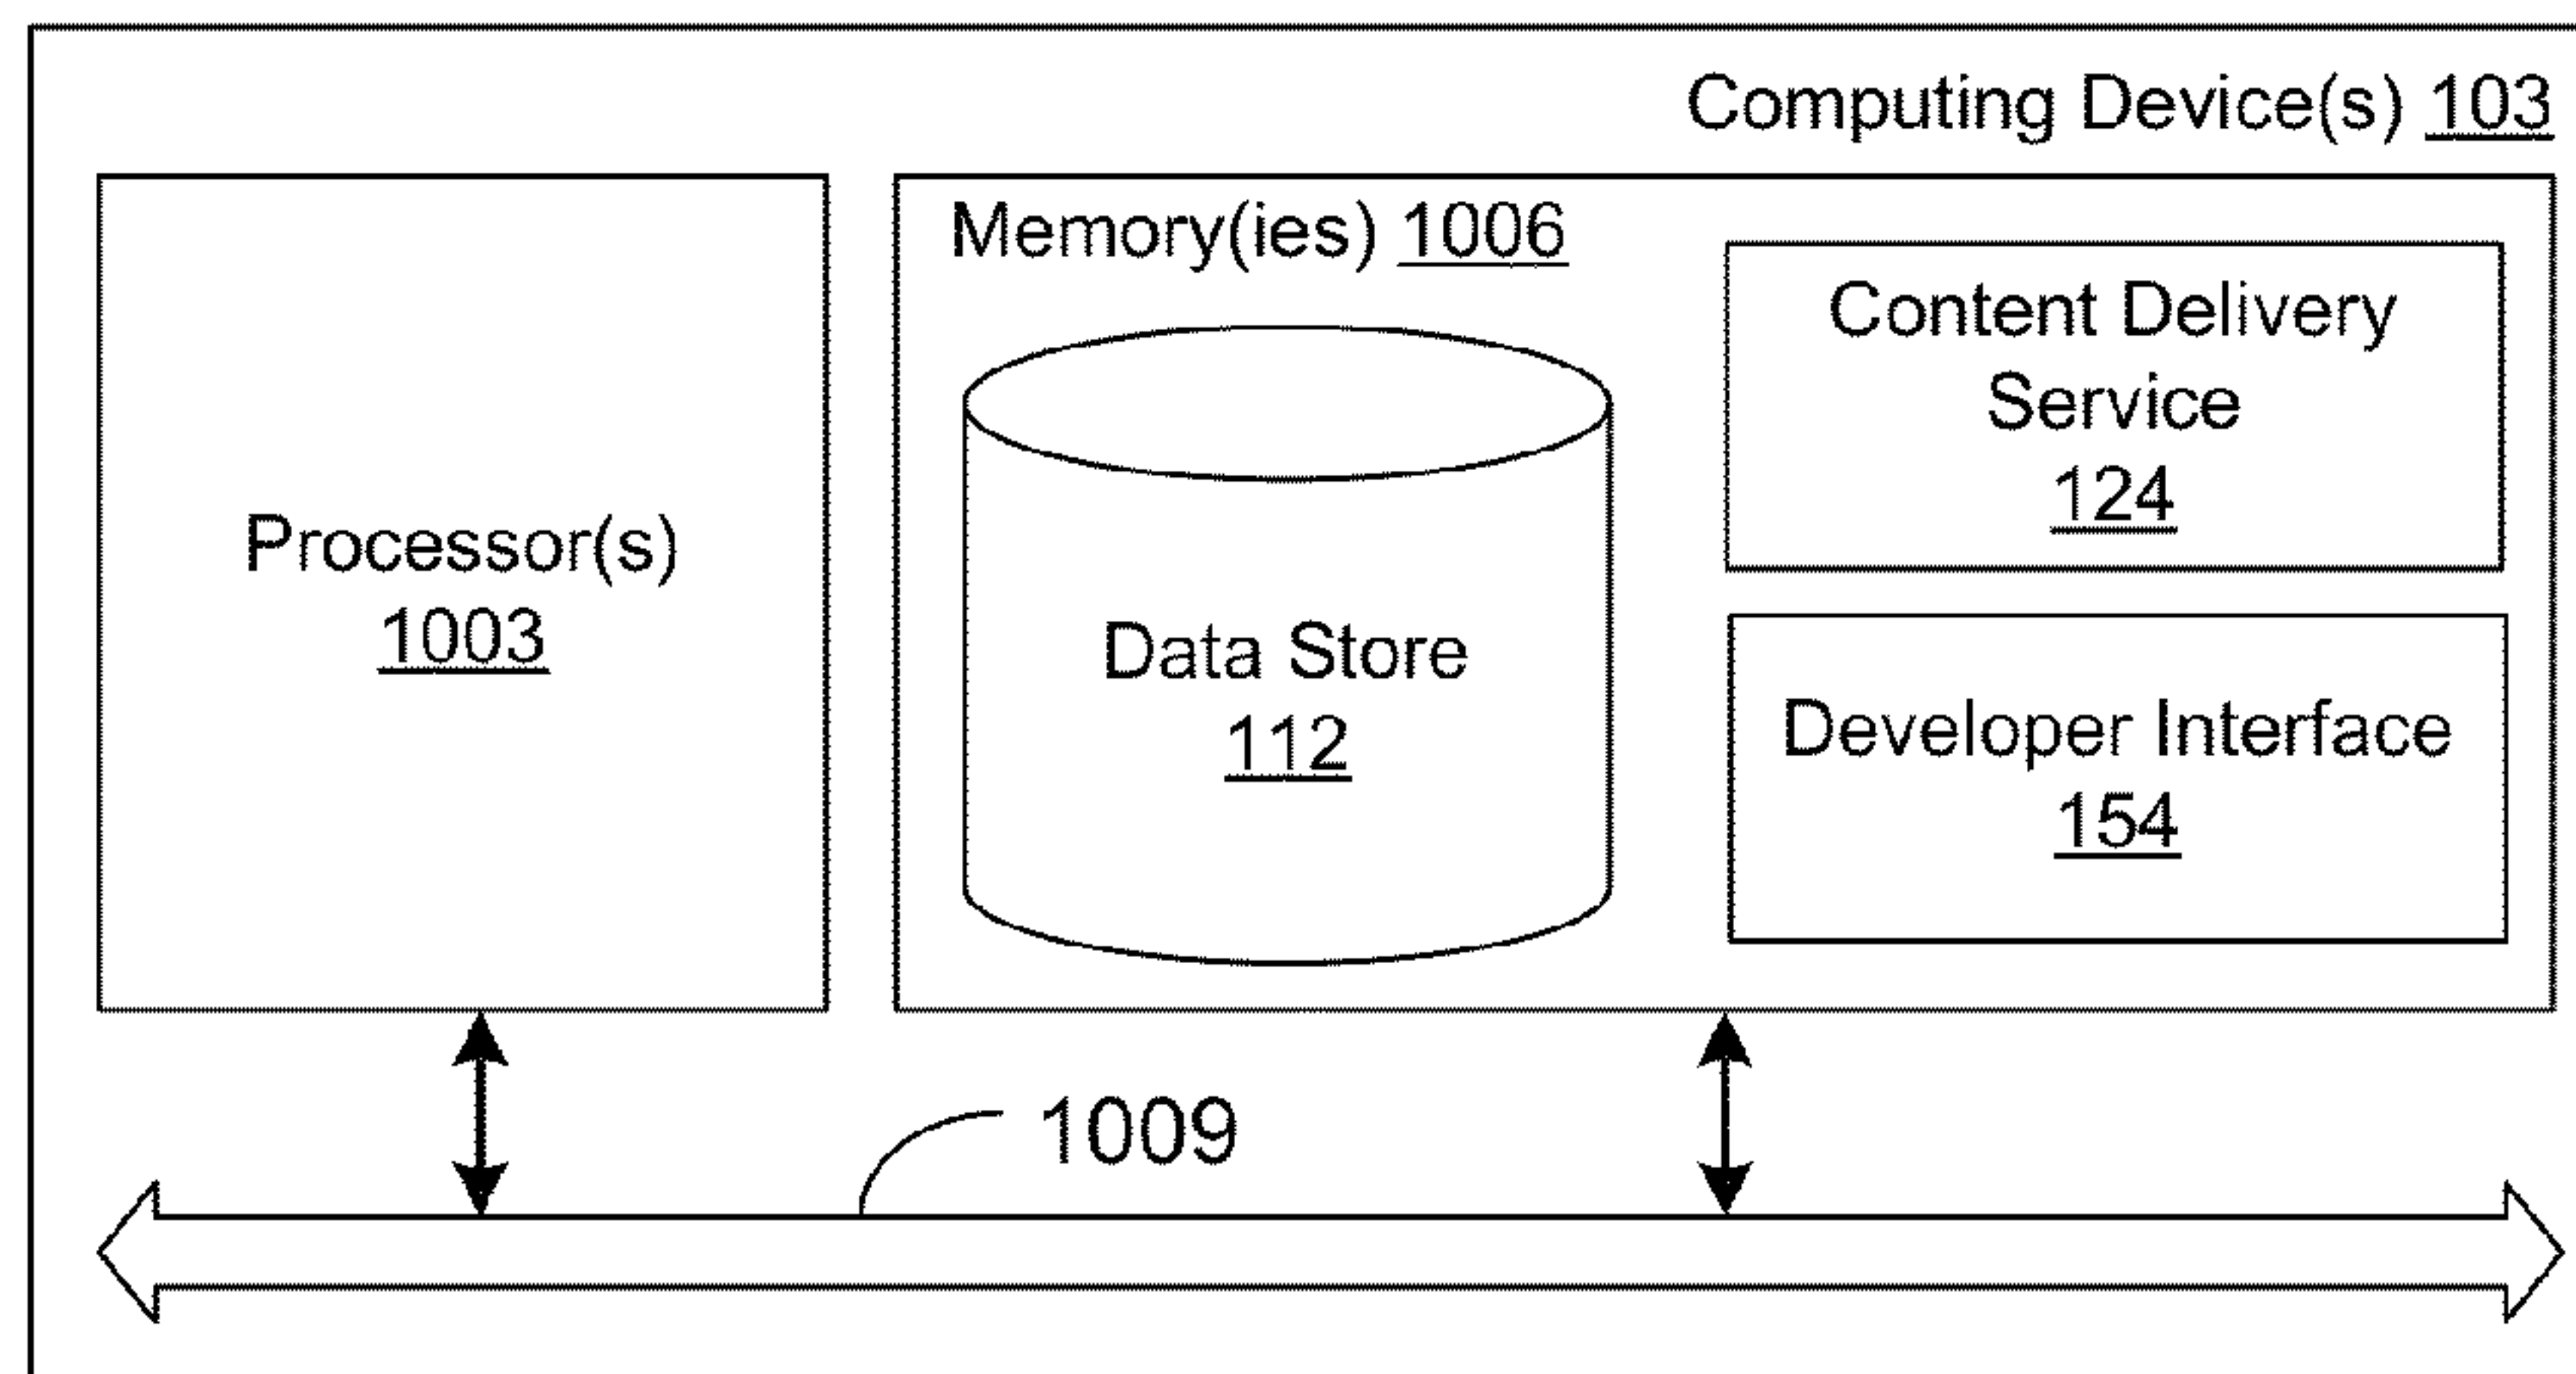 Computing Device(s) 103
Processor(s)
1003
Memory(ies) 1006
Data Store
112
Content Delivery
Service
124
Developer Interface
154
1009